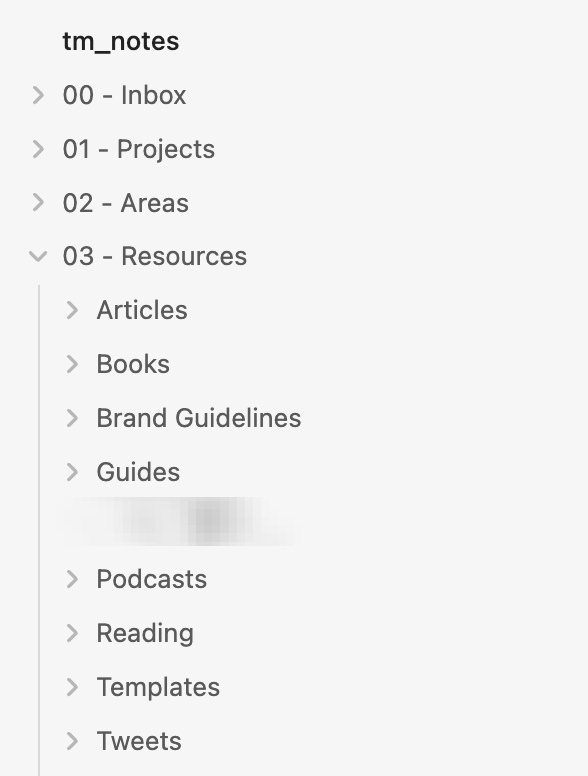 tm_notes
00 - Inbox
01 - Projects
02 - Areas
03 - Resources
Articles
Books
Brand Guidelines
Guides
Podcasts
Reading
Templates
Tweets